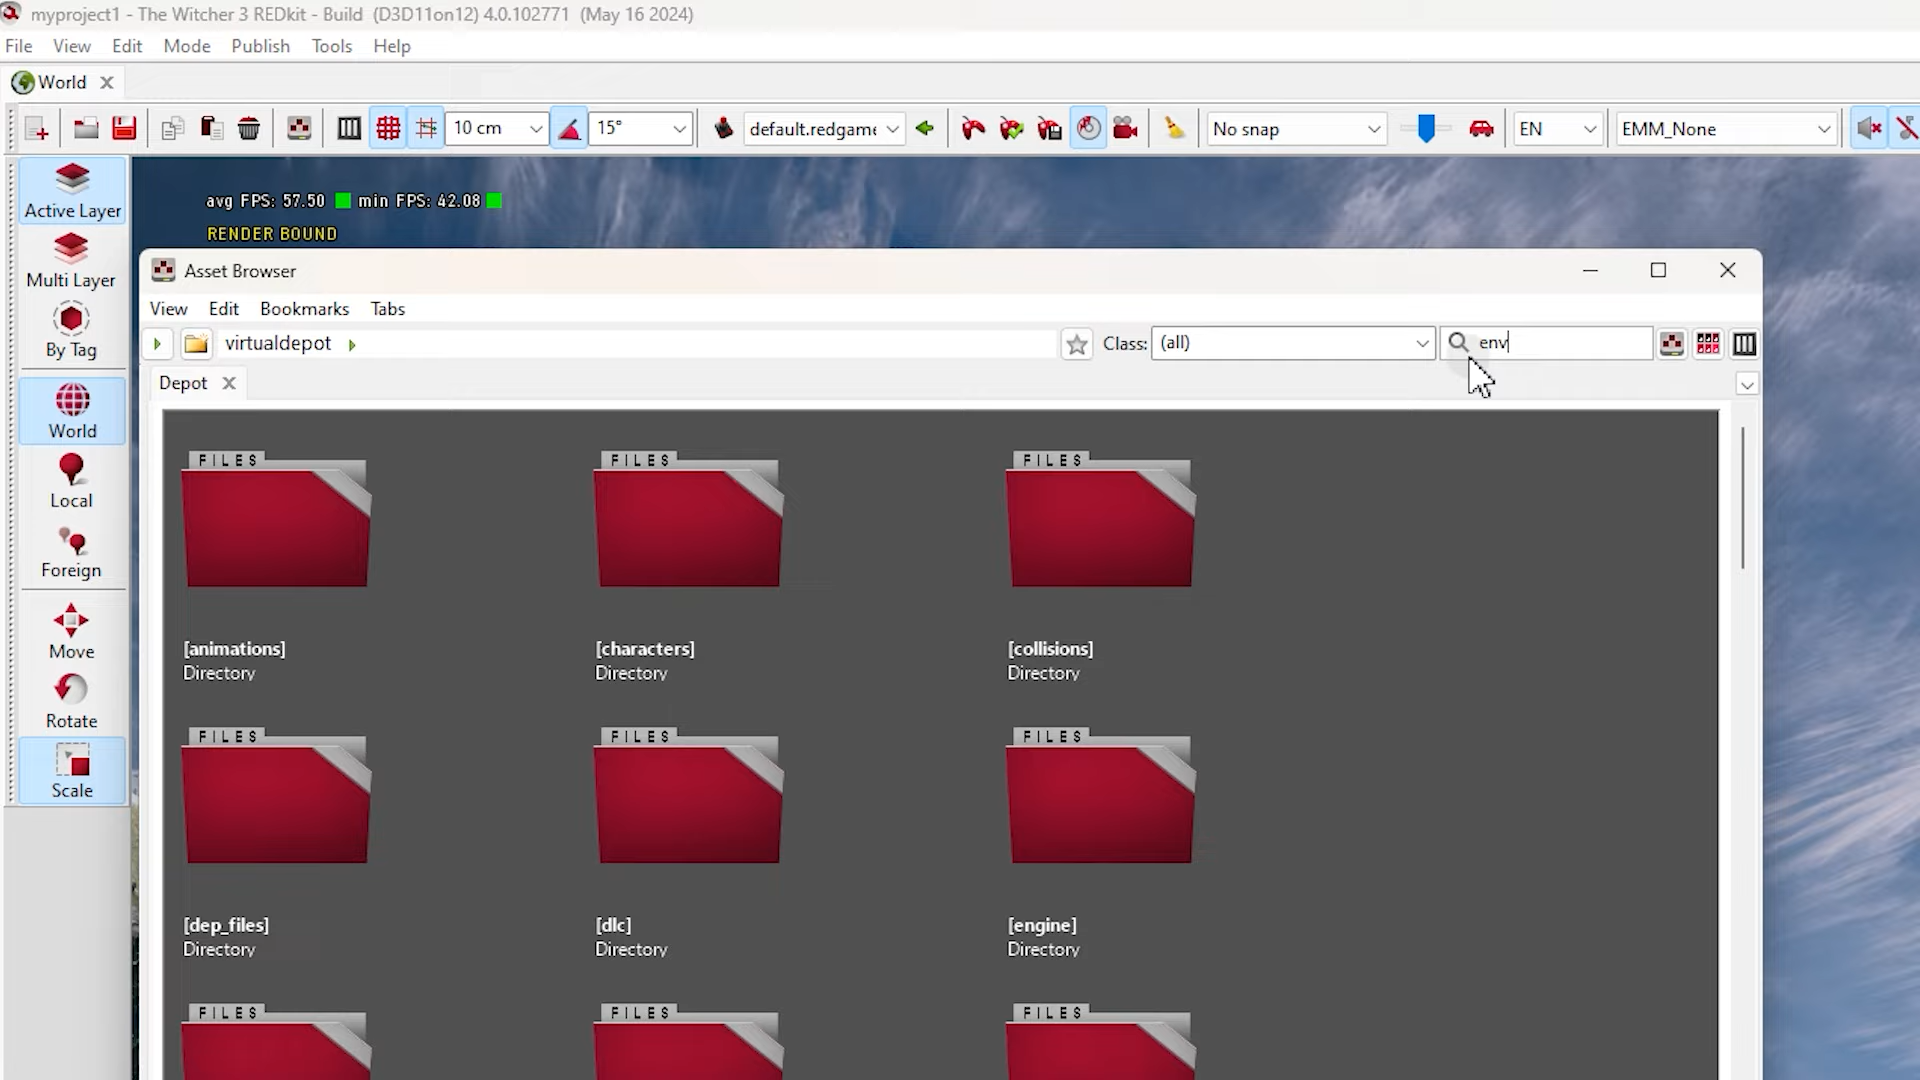 myproject1 - The Witcher 3 REDkit - Build (D3D11on12) 4.0.102771 (May 16 2024)
File View Edit Mode Publish Tools Help
World
10 cm 15° default.redgame No snap EN EMM_None
Active Layer
Multi Layer
By Tag
World
Local
Foreign
Move
Rotate
Scale
avg FPS: 57.50 min FPS: 42.08
RENDER BOUND
Asset Browser
View Edit Bookmarks Tabs
virtualdepot Class: (all) env
Depot
FILES FILES FILES
[animations] [characters] [collisions]
Directory Directory Directory
FILES FILES FILES
[dep_files] [dlc] [engine]
Directory Directory Directory
FILES FILES FILES